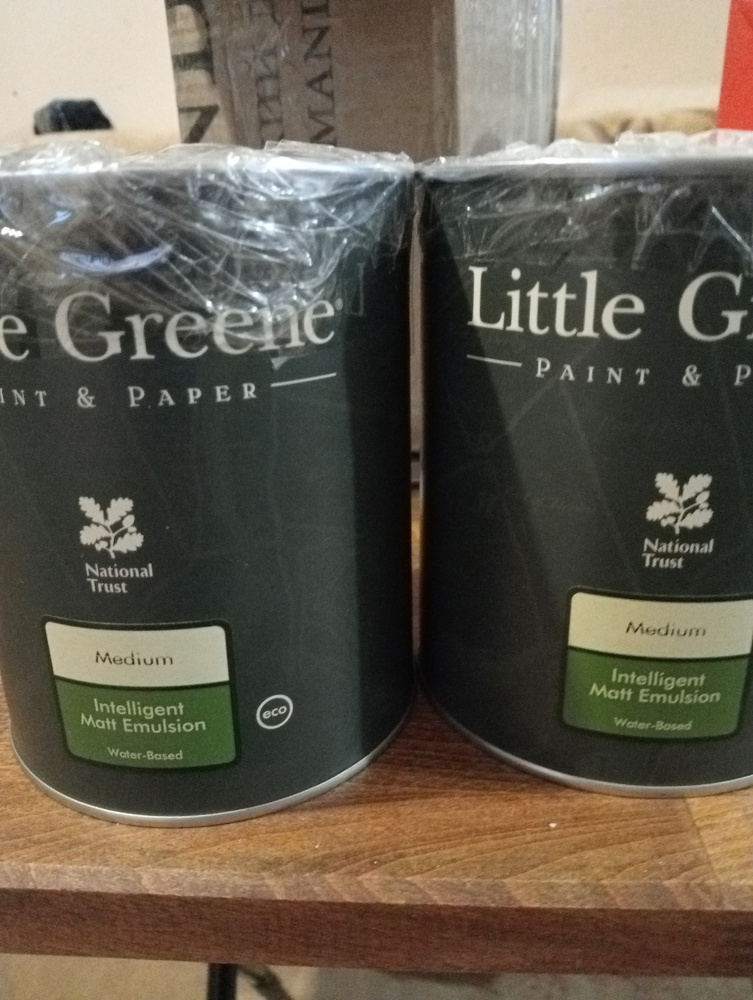 MANI
e Greene
INT & PAPER
National
Trust
Medium
Intelligent
Matt Emulsion
Water-Based
eco
Little G
PAINT & P
National
Trust
Medium
Intelligent
Matt Emulsion
Water-Based